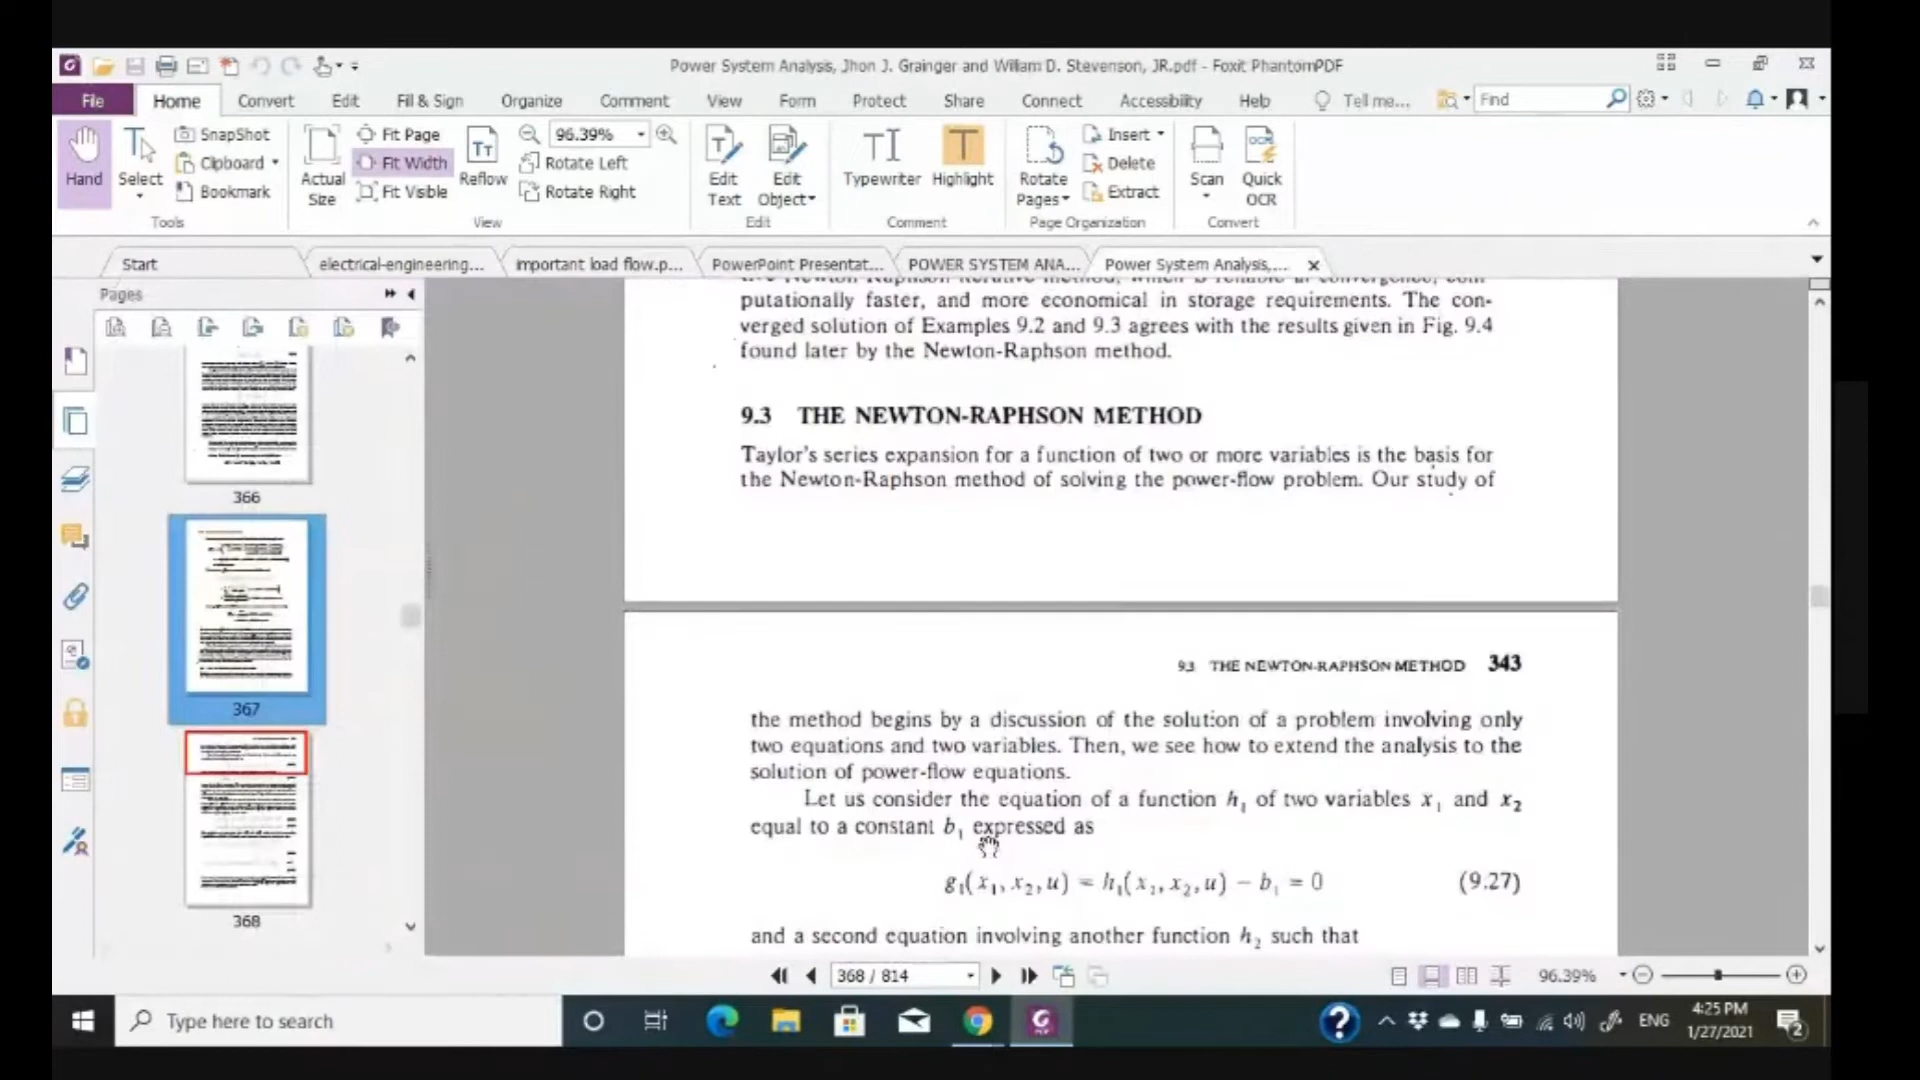 Power System Analysis, Jhon J. Grainger and William D. Stevenson, JR.pdf - Foxit PhantomPDF
File Home Convert Edit Fill & Sign Organize Comment View Form Protect Share Connect Accessibility Help Tell me... Find
Hand
Select
SnapShot
Clipboard
Bookmark
Tools
Actual Size
Fit Page
Fit Width
Fit Visible
Reflow
96.39%
Rotate Left
Rotate Right
View
Edit Text
Edit Object
Edit
Typewriter
Highlight
Comment
Rotate Pages
Insert
Delete
Extract
Page Organization
Scan
Quick OCR
Convert
Start electrical-engineering... important load flow.p... PowerPoint Presentat... POWER SYSTEM ANA... Power System Analysis,...
Pages
366
367
368
putationally faster, and more economical in storage requirements. The con-
verged solution of Examples 9.2 and 9.3 agrees with the results given in Fig. 9.4
found later by the Newton-Raphson method.
9.3 THE NEWTON-RAPHSON METHOD
Taylor's series expansion for a function of two or more variables is the basis for
the Newton-Raphson method of solving the power-flow problem. Our study of
9.3 THE NEWTON-RAPHSON METHOD 343
the method begins by a discussion of the solution of a problem involving only
two equations and two variables. Then, we see how to extend the analysis to the
solution of power-flow equations.
Let us consider the equation of a function h₁ of two variables x₁ and x₂
equal to a constant b₁ expressed as
g₁(x₁, x₂, u) = h₁(x₁, x₂, u) − b₁ = 0 (9.27)
and a second equation involving another function h₂ such that
368 / 814
96.39%
Type here to search
ENG
4:25 PM
1/27/2021
2